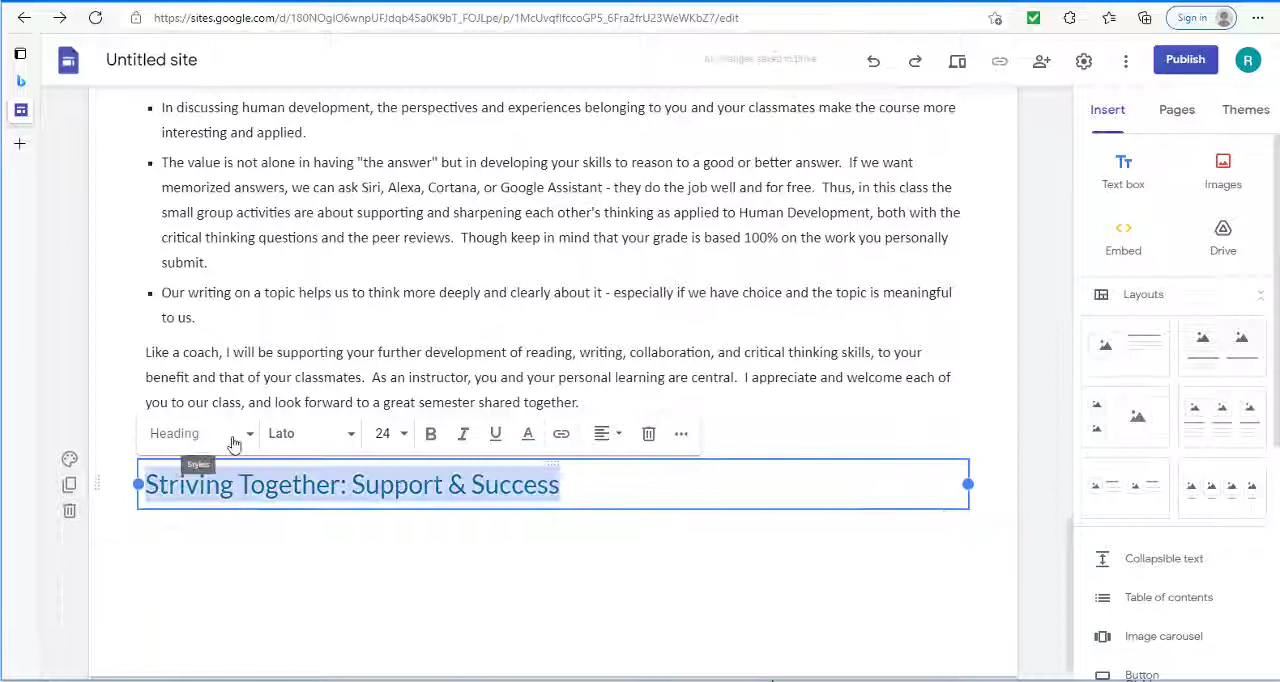 https://sites.google.com/d/180NOgIO6wnpUFJdqb45a0K9bT_FOJLpe/p/1McUvqfIfccoGP5_6Fra2frU23WeWKbZ7/edit
Sign in
Untitled site
All changes saved to Drive
Publish
R
Insert
Pages
Themes
In discussing human development, the perspectives and experiences belonging to you and your classmates make the course more
interesting and applied.
The value is not alone in having "the answer" but in developing your skills to reason to a good or better answer. If we want
memorized answers, we can ask Siri, Alexa, Cortana, or Google Assistant - they do the job well and for free. Thus, in this class the
small group activities are about supporting and sharpening each other's thinking as applied to Human Development, both with the
critical thinking questions and the peer reviews. Though keep in mind that your grade is based 100% on the work you personally
submit.
Our writing on a topic helps us to think more deeply and clearly about it - especially if we have choice and the topic is meaningful
to us.
Like a coach, I will be supporting your further development of reading, writing, collaboration, and critical thinking skills, to your
benefit and that of your classmates. As an instructor, you and your personal learning are central. I appreciate and welcome each of
you to our class, and look forward to a great semester shared together.
Heading
Lato
24
B
I
U
A
Styles
Striving Together: Support & Success
Tt
Text box
Images
Embed
Drive
Layouts
Collapsible text
Table of contents
Image carousel
Button